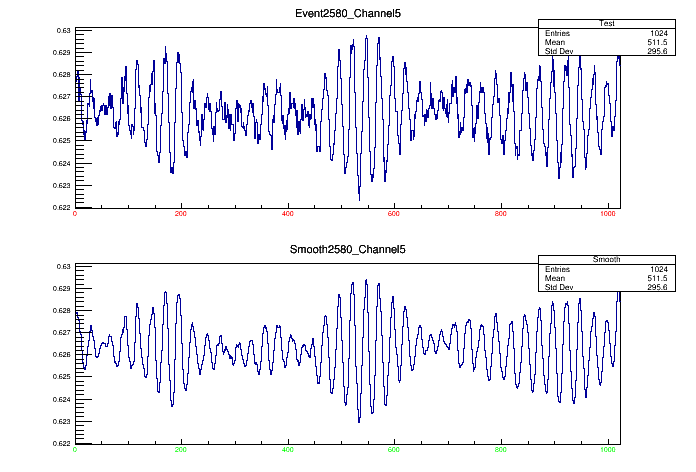 Event2580_Channel5
Test
Entries 1024
Mean 511.5
Std Dev 295.6
0.63
0.629
0.628
0.627
0.626
0.625
0.624
0.623
0.622
0 200 400 600 800 1000
Smooth2580_Channel5
Smooth
Entries 1024
Mean 511.5
Std Dev 295.6
0.63
0.629
0.628
0.627
0.626
0.625
0.624
0.623
0.622
0 200 400 600 800 1000